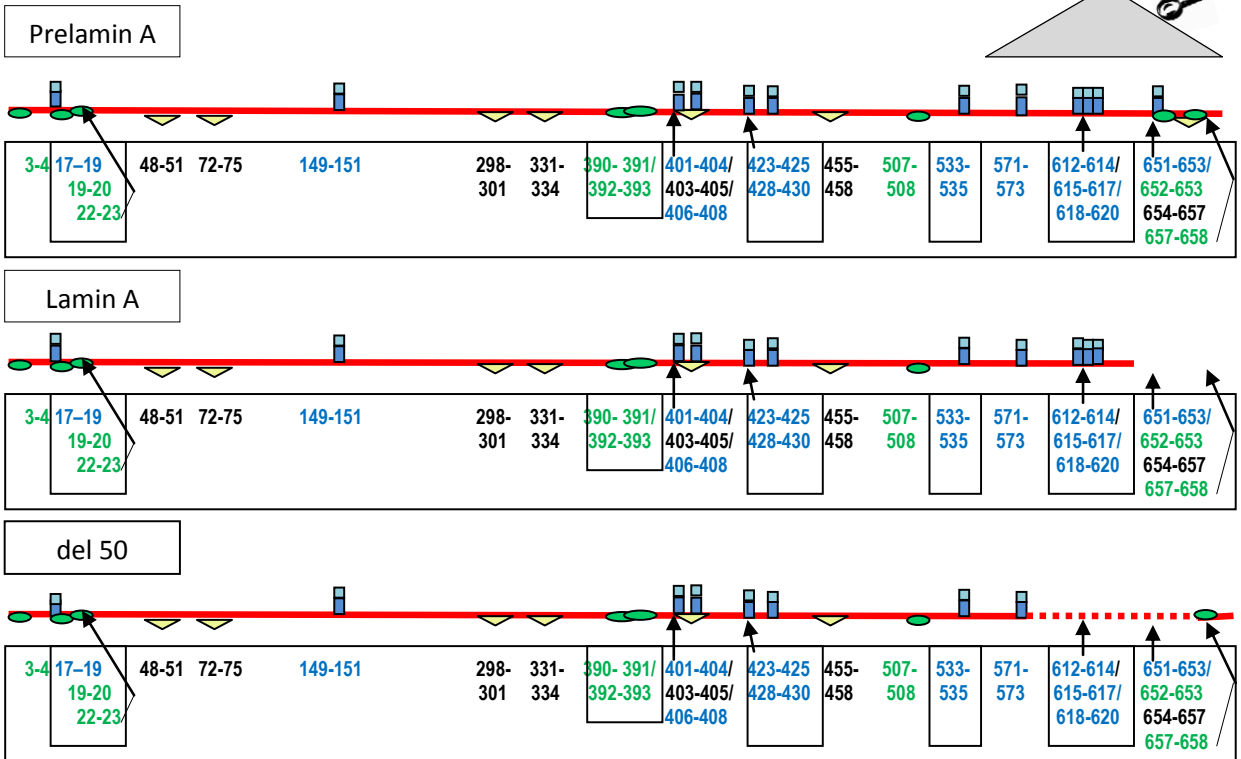 Prelamin A
3-4 17–19 48-51 72-75 149-151 298- 331- 390- 391/ 401-404/ 423-425 455- 507- 533- 571- 612-614/ 651-653/
19-20 301 334 392-393 403-405/ 428-430 458 508 535 573 615-617/ 652-653
22-23 406-408 618-620 654-657
657-658
Lamin A
3-4 17–19 48-51 72-75 149-151 298- 331- 390- 391/ 401-404/ 423-425 455- 507- 533- 571- 612-614/ 651-653/
19-20 301 334 392-393 403-405/ 428-430 458 508 535 573 615-617/ 652-653
22-23 406-408 618-620 654-657
657-658
del 50
3-4 17–19 48-51 72-75 149-151 298- 331- 390- 391/ 401-404/ 423-425 455- 507- 533- 571- 612-614/ 651-653/
19-20 301 334 392-393 403-405/ 428-430 458 508 535 573 615-617/ 652-653
22-23 406-408 618-620 654-657
657-658